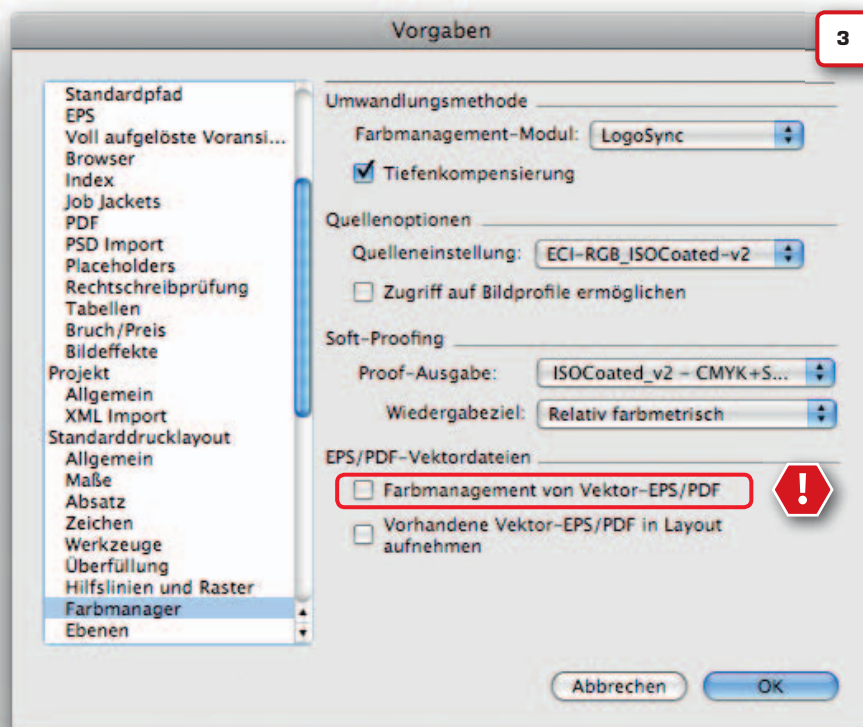 Vorgaben
3
Standardpfad
EPS
Voll aufgelöste Voransi...
Browser
Index
Job Jackets
PDF
PSD Import
Placeholders
Rechtschreibprüfung
Tabellen
Bruch/Preis
Bildeffekte
Projekt
Allgemein
XML Import
Standarddrucklayout
Allgemein
Maße
Absatz
Zeichen
Werkzeuge
Überfüllung
Hilfslinien und Raster
Farbmanager
Ebenen
Umwandlungsmethode
Farbmanagement-Modul: LogoSync
Tiefenkompensierung
Quellenoptionen
Quelleneinstellung: ECI-RGB_ISOCoated-v2
Zugriff auf Bildprofile ermöglichen
Soft-Proofing
Proof-Ausgabe: ISOCoated_v2 - CMYK+S...
Wiedergabeziel: Relativ farbmetrisch
EPS/PDF-Vektordateien
Farbmanagement von Vektor-EPS/PDF
!
Vorhandene Vektor-EPS/PDF in Layout
aufnehmen
Abbrechen
OK